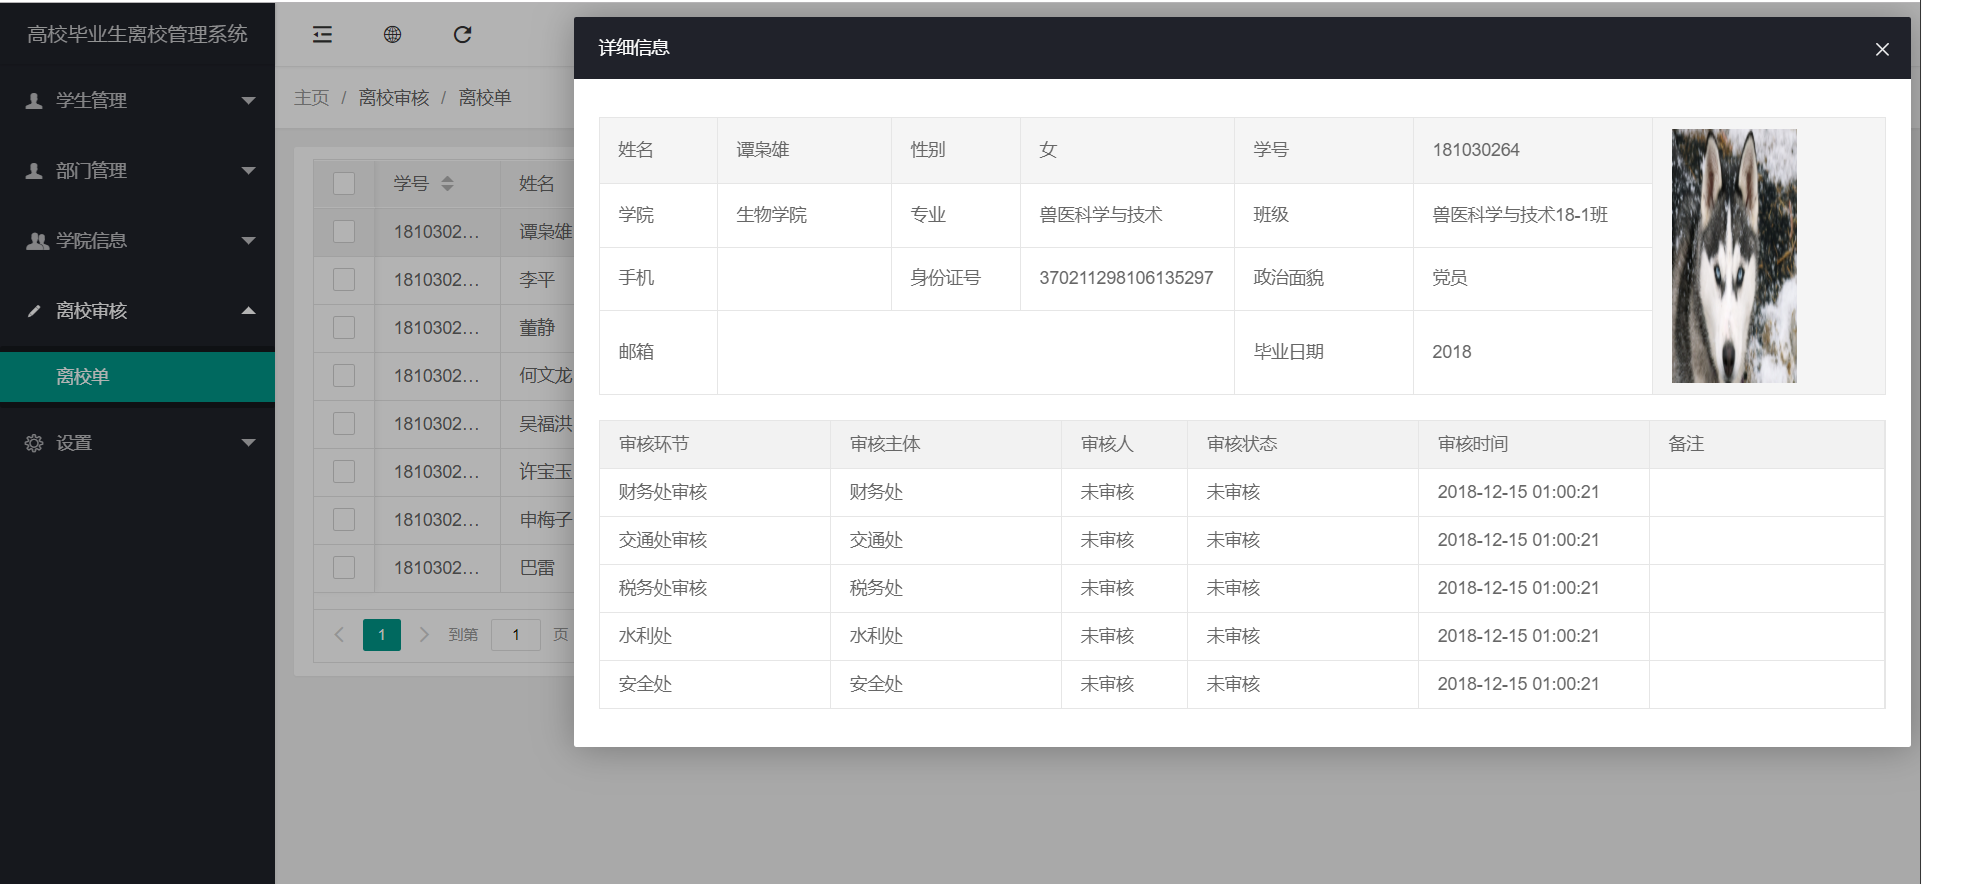 高校毕业生离校管理系统
学生管理
部门管理
学院信息
离校审核
离校单
设置
主页 / 离校审核 / 离校单
学号 姓名
1810302... 谭枭雄
1810302... 李平
1810302... 董静
1810302... 何文龙
1810302... 吴福洪
1810302... 许宝玉
1810302... 申梅子
1810302... 巴雷
1 到第 1 页
详细信息
姓名 谭枭雄 性别 女 学号 181030264
学院 生物学院 专业 兽医科学与技术 班级 兽医科学与技术18-1班
手机 身份证号 370211298106135297 政治面貌 党员
邮箱 毕业日期 2018
审核环节 审核主体 审核人 审核状态 审核时间 备注
财务处审核 财务处 未审核 未审核 2018-12-15 01:00:21
交通处审核 交通处 未审核 未审核 2018-12-15 01:00:21
税务处审核 税务处 未审核 未审核 2018-12-15 01:00:21
水利处 水利处 未审核 未审核 2018-12-15 01:00:21
安全处 安全处 未审核 未审核 2018-12-15 01:00:21